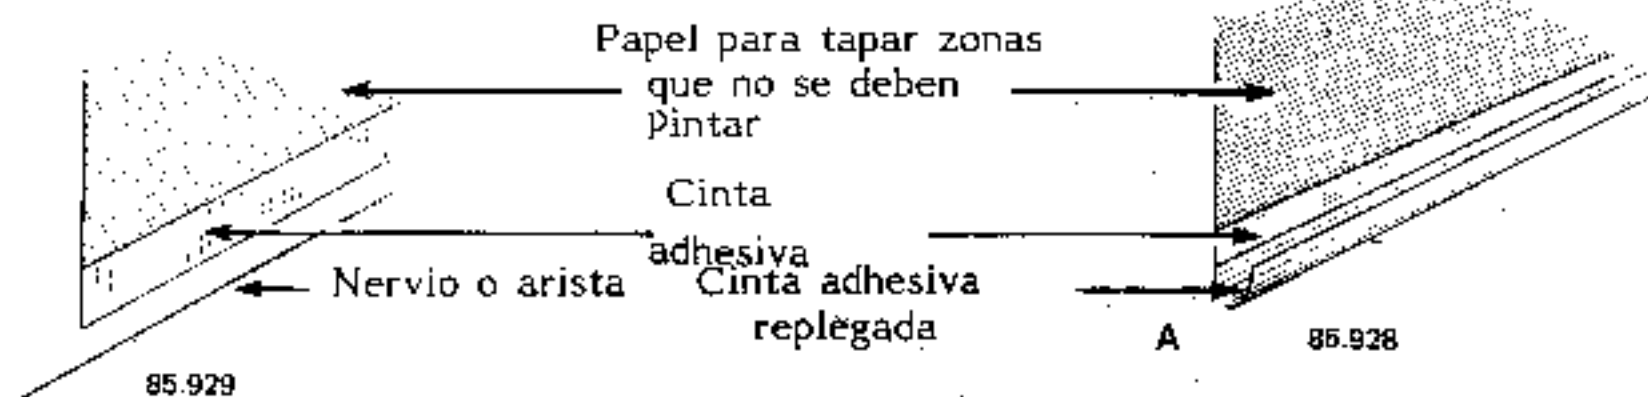 Papel para tapar zonas
que no se deben
Pintar
Cinta
adhesiva
Nervio o arista
Cinta adhesiva
replegada
A
85.928
85.929